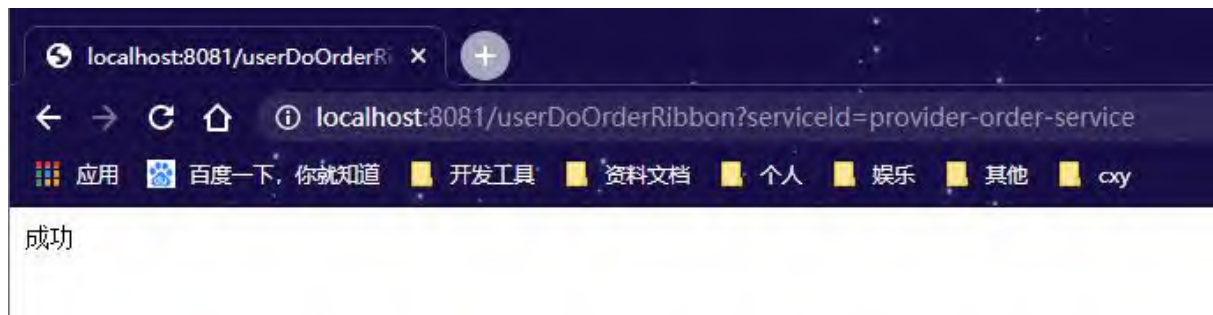 localhost:8081/userDoOrderRi
localhost:8081/userDoOrderRibbon?serviceId=provider-order-service
应用 百度一下，你就知道 开发工具 资料文档 个人 娱乐 其他 cxy
成功